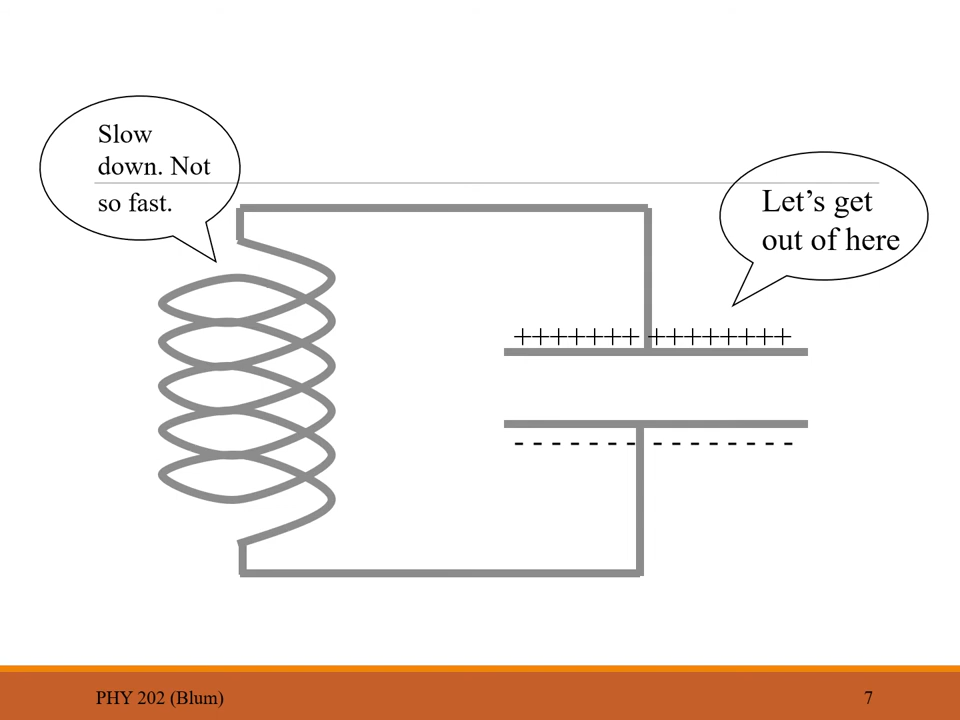 Slow
down. Not
so fast.
Let's get
out of here
+++++++ ++++++++
- - - - - - - - - - - - - - -
PHY 202 (Blum)
7